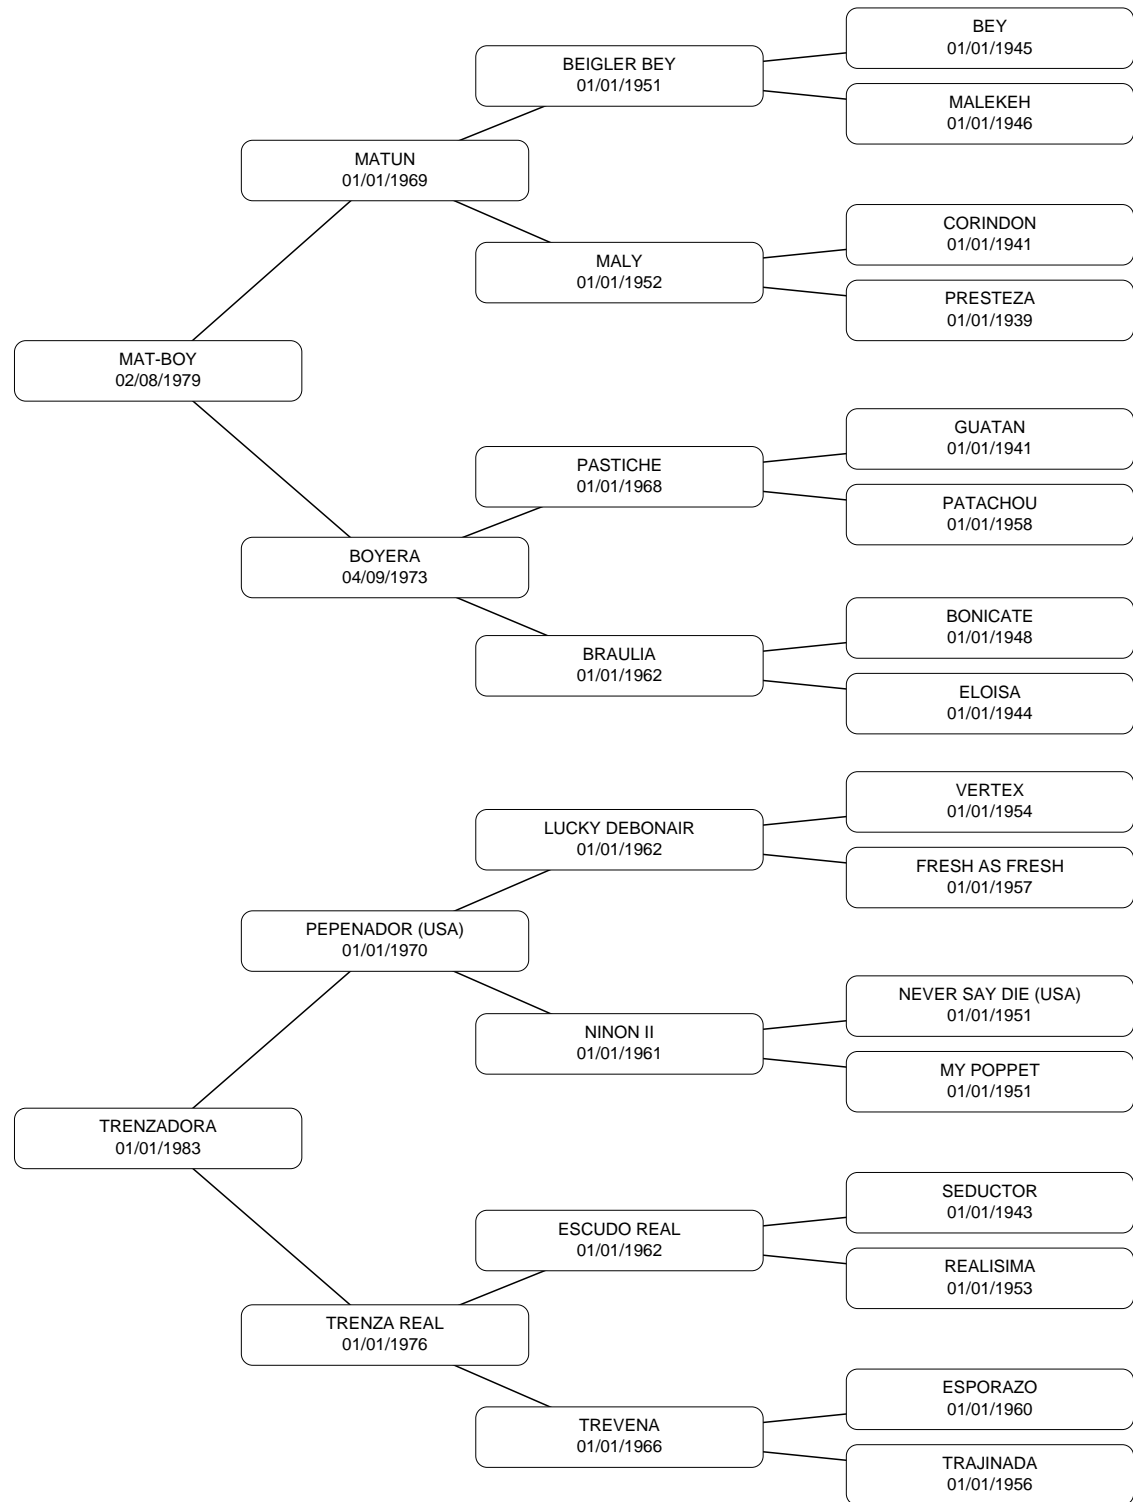 BEY
01/01/1945
BEIGLER BEY
01/01/1951
MALEKEH
01/01/1946
MATUN
01/01/1969
CORINDON
01/01/1941
MALY
01/01/1952
PRESTEZA
01/01/1939
MAT-BOY
02/08/1979
GUATAN
01/01/1941
PASTICHE
01/01/1968
PATACHOU
01/01/1958
BOYERA
04/09/1973
BONICATE
01/01/1948
BRAULIA
01/01/1962
ELOISA
01/01/1944
VERTEX
01/01/1954
LUCKY DEBONAIR
01/01/1962
FRESH AS FRESH
01/01/1957
PEPENADOR (USA)
01/01/1970
NEVER SAY DIE (USA)
01/01/1951
NINON II
01/01/1961
MY POPPET
01/01/1951
TRENZADORA
01/01/1983
SEDUCTOR
01/01/1943
ESCUDO REAL
01/01/1962
REALISIMA
01/01/1953
TRENZA REAL
01/01/1976
ESPORAZO
01/01/1960
TREVENA
01/01/1966
TRAJINADA
01/01/1956